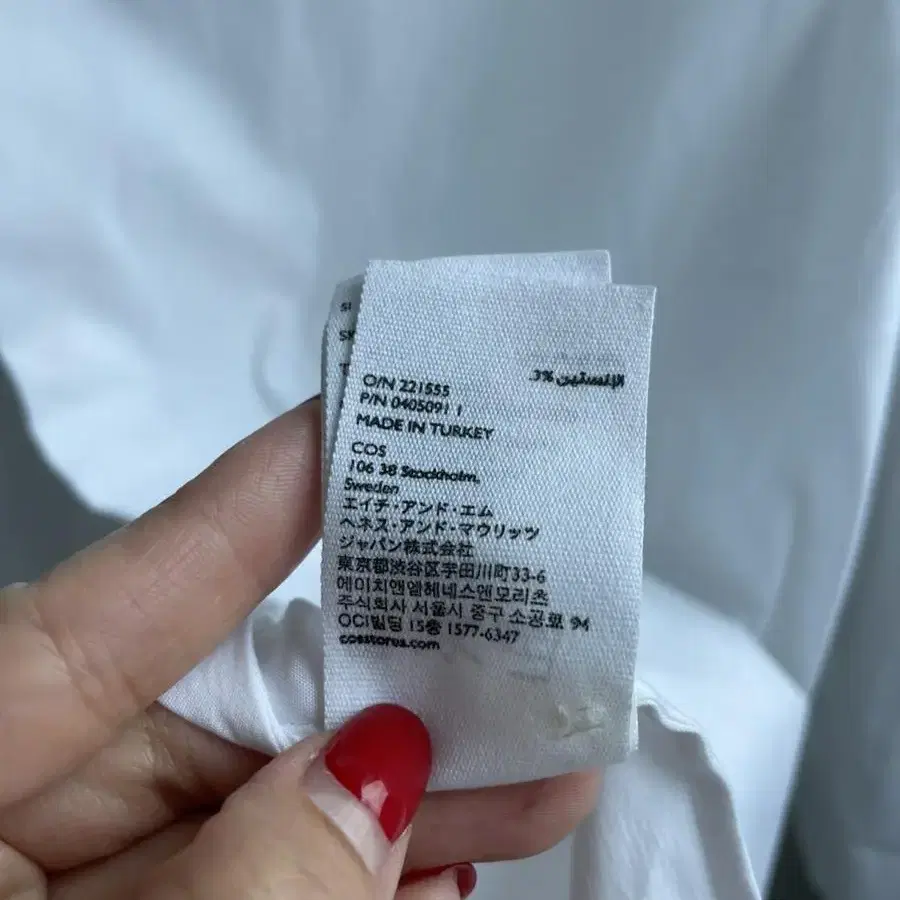 SI
SK
O/N 221555
P/N 0405091 1
MADE IN TURKEY
COS
106 38 Stockholm,
Sweden
エイチ・アンド・エム
ヘネス・アンド・マウリッツ
ジャパン株式会社
東京都渋谷区宇田川町33-6
에이치앤엠헤네스앤모리츠
주식회사 서울시 중구 소공로 94
OCI빌딩 15층 1577-6347
cosstores.com
3%